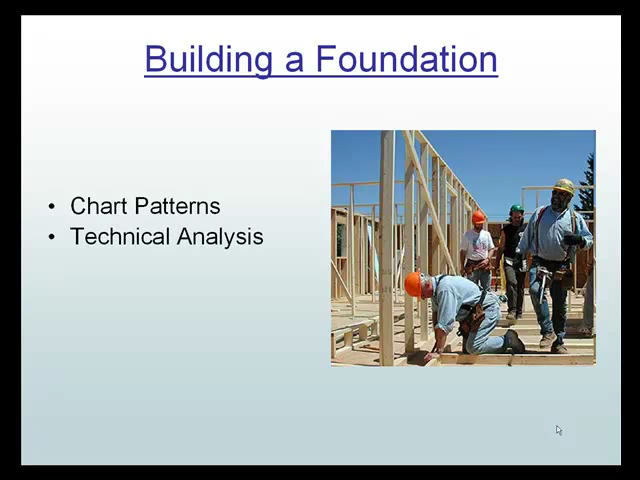 Building a Foundation
• Chart Patterns
• Technical Analysis